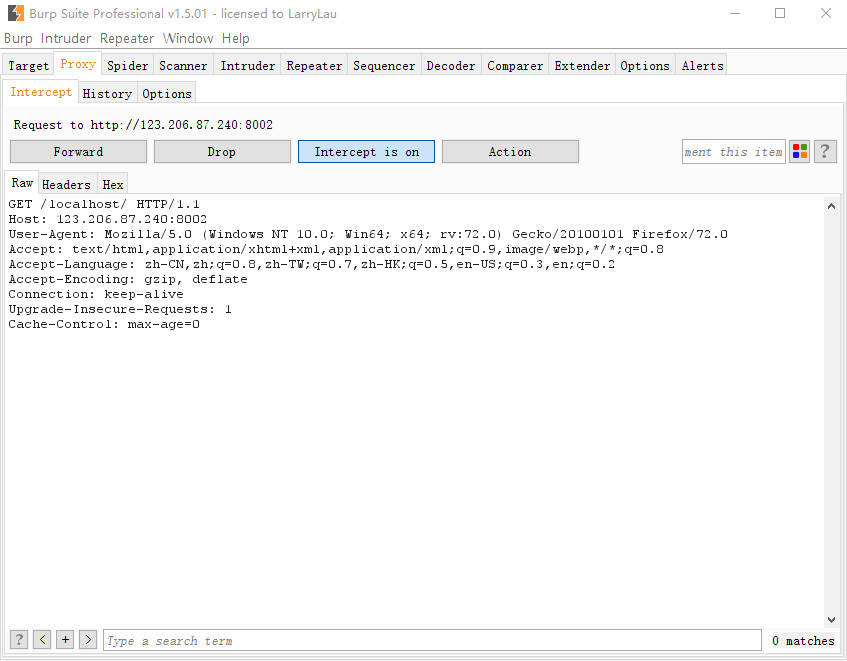 Burp Suite Professional v1.5.01 - licensed to LarryLau
Burp Intruder Repeater Window Help
Target Proxy Spider Scanner Intruder Repeater Sequencer Decoder Comparer Extender Options Alerts
Intercept History Options
Request to http://123.206.87.240:8002
Forward Drop Intercept is on Action ment this item ?
Raw Headers Hex
GET /localhost/ HTTP/1.1
Host: 123.206.87.240:8002
User-Agent: Mozilla/5.0 (Windows NT 10.0; Win64; x64; rv:72.0) Gecko/20100101 Firefox/72.0
Accept: text/html,application/xhtml+xml,application/xml;q=0.9,image/webp,*/*;q=0.8
Accept-Language: zh-CN,zh;q=0.8,zh-TW;q=0.7,zh-HK;q=0.5,en-US;q=0.3,en;q=0.2
Accept-Encoding: gzip, deflate
Connection: keep-alive
Upgrade-Insecure-Requests: 1
Cache-Control: max-age=0
? < + > Type a search term 0 matches